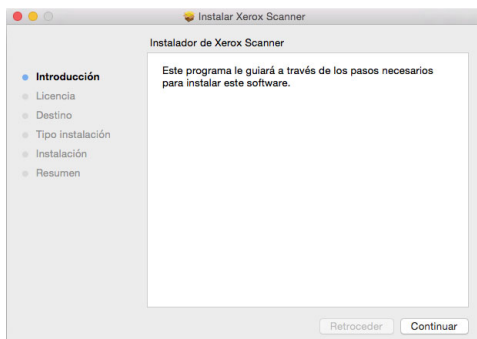 Instalar Xerox Scanner
Instalador de Xerox Scanner
Introducción
Licencia
Destino
Tipo instalación
Instalación
Resumen
Este programa le guiará a través de los pasos necesarios
para instalar este software.
Retroceder
Continuar